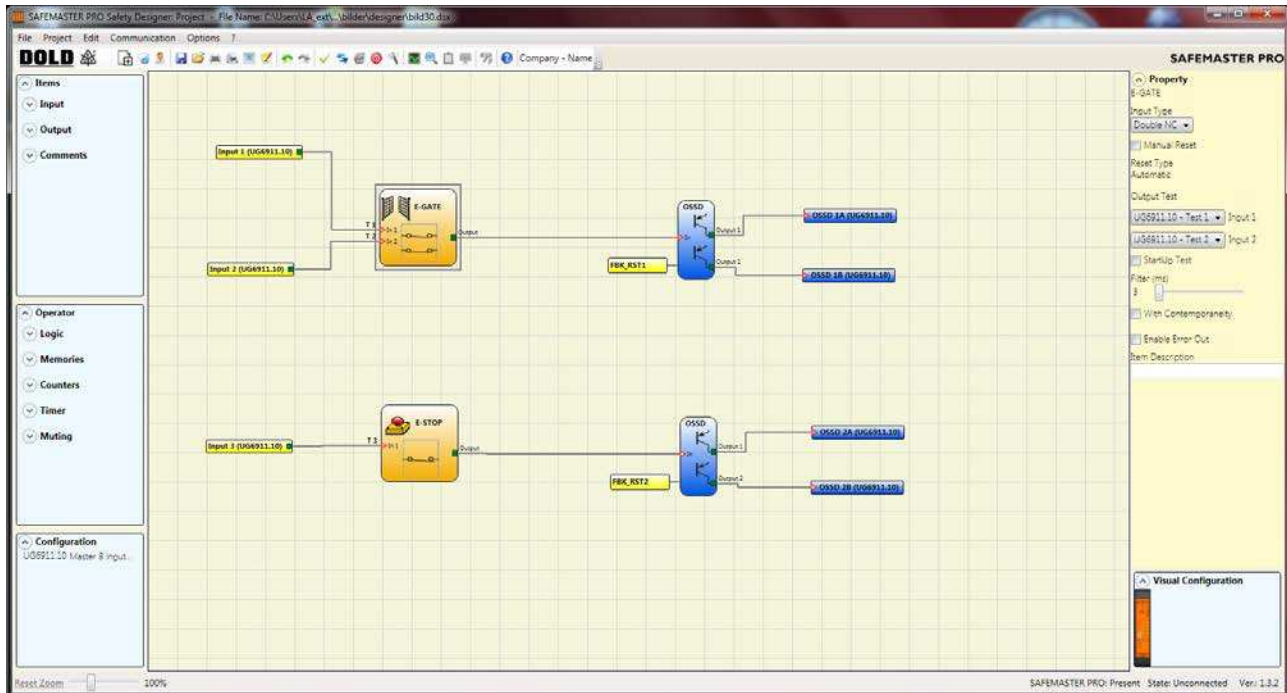 SAFEMASTER PRO Safety Designer: Project - File Name: C:\Users\LA_ext\...\bilder\designer\bild30.dsx
File Project Edit Communication Options ?
DOLD
Company - Name
SAFEMASTER PRO
Items
Input
Output
Comments
Operator
Logic
Memories
Counters
Timer
Muting
Configuration
UG6911.10 Master 8 Input...
Input 1 (UG6911.10)
Input 2 (UG6911.10)
E-GATE
T 1
In 1
T 2
In 2
Output
OSSD
In
Output 1
Output 2
FBK_RST1
OSSD 1A (UG6911.10)
OSSD 1B (UG6911.10)
Input 3 (UG6911.10)
E-STOP
T 3
In 1
Output
OSSD
In
Output 1
Output 2
FBK_RST2
OSSD 2A (UG6911.10)
OSSD 2B (UG6911.10)
Property
E-GATE
Input Type
Double NC
Manual Reset
Reset Type
Automatic
Output Test
UG6911.10 - Test 1 Input 1
UG6911.10 - Test 2 Input 2
StartUp Test
Filter (ms)
3
With Contemporaneity
Enable Error Out
Item Description
Visual Configuration
Reset Zoom 100%
SAFEMASTER PRO: Present State: Unconnected Ver.: 1.3.2